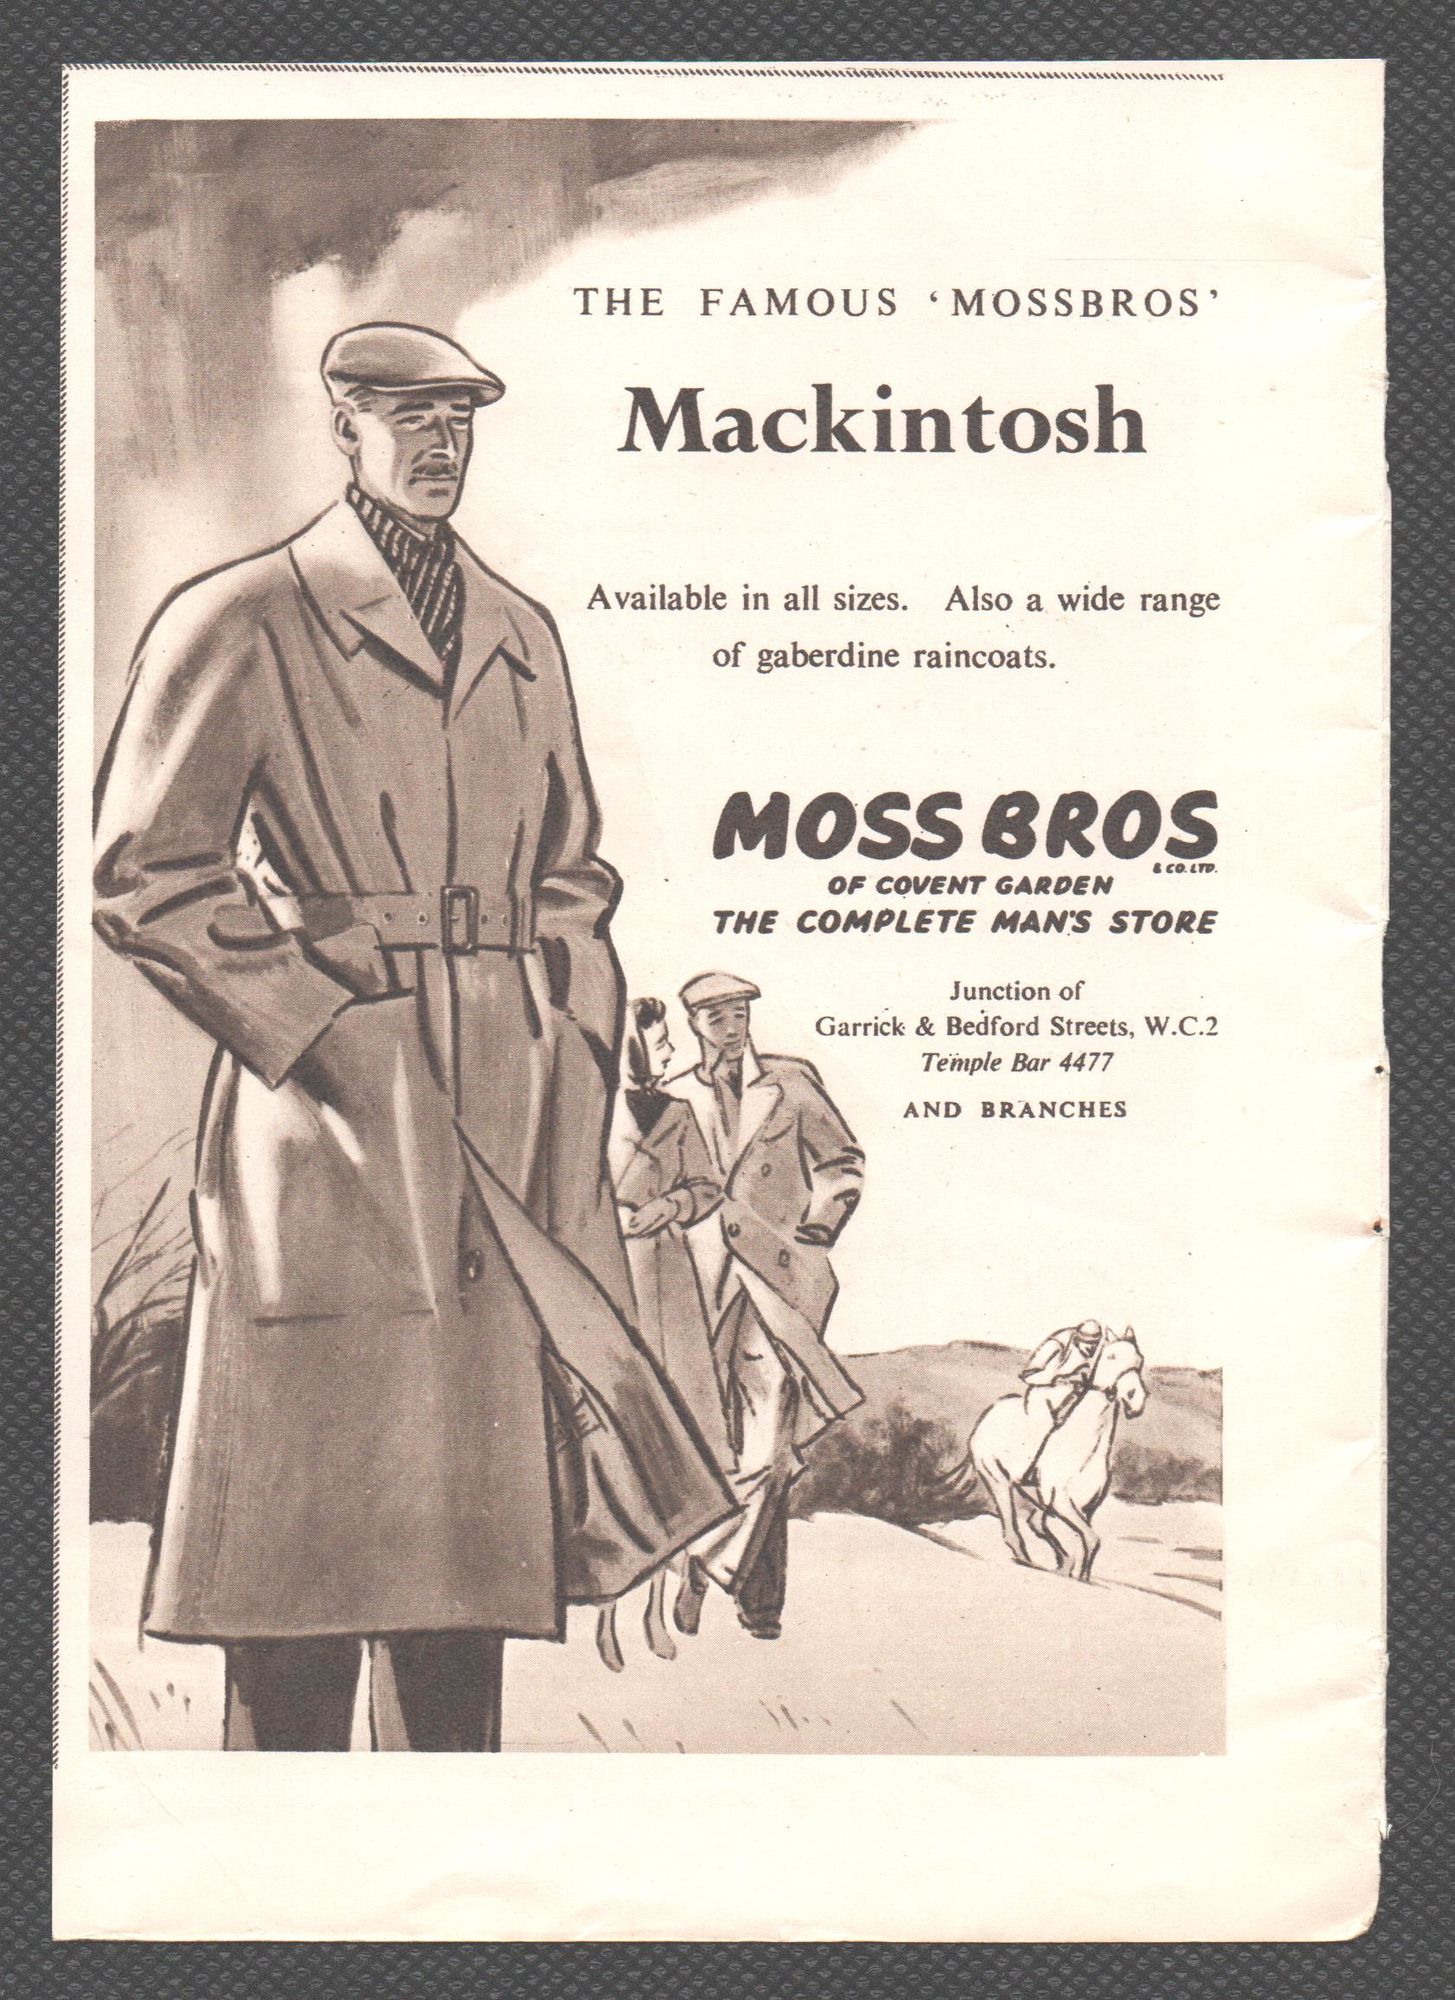 THE FAMOUS ‘MOSSBROS’
Mackintosh
Available in all sizes. Also a wide range
of gaberdine raincoats.
MOSS BROS
& CO. LTD.
OF COVENT GARDEN
THE COMPLETE MAN'S STORE
Junction of
Garrick & Bedford Streets, W.C.2
Temple Bar 4477
AND BRANCHES